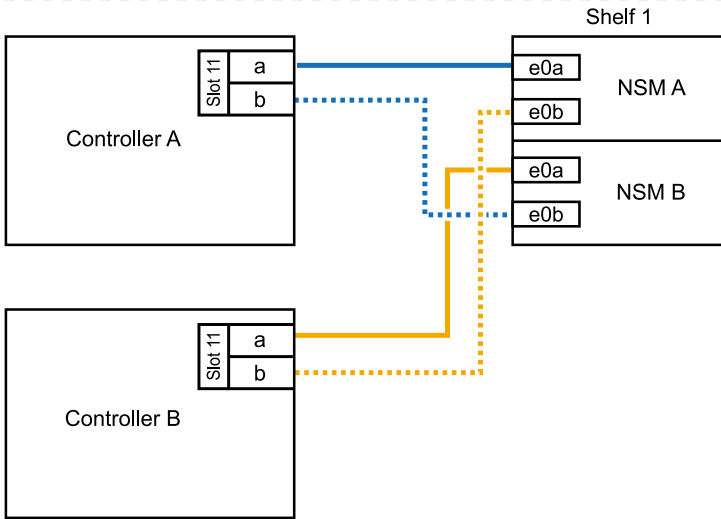 Shelf 1
Controller A
Slot 11
a
b
e0a
e0b
NSM A
e0a
e0b
NSM B
Controller B
Slot 11
a
b